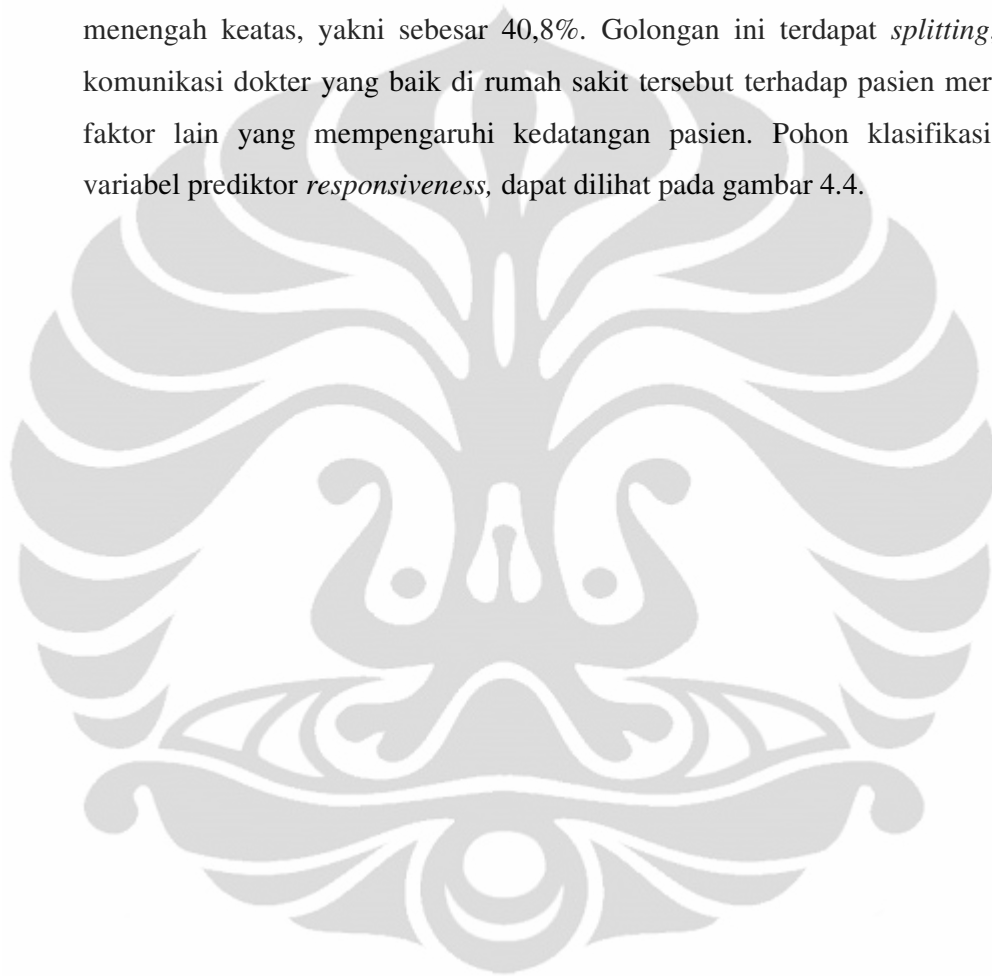 menengah keatas, yakni sebesar 40,8%. Golongan ini terdapat splitting
komunikasi dokter yang baik di rumah sakit tersebut terhadap pasien
faktor lain yang mempengaruhi kedatangan pasien. Pohon klasifikasi
variabel prediktor responsiveness, dapat dilihat pada gambar 4.4.